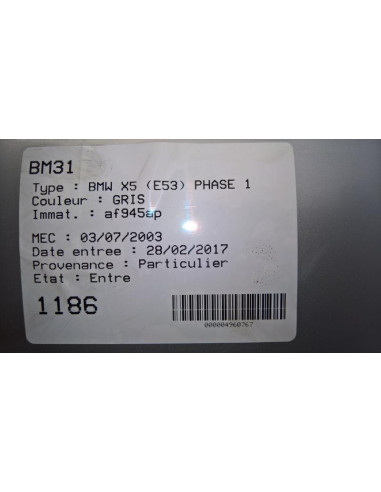 BM31
Type : BMW X5 (E53) PHASE 1
Couleur : GRIS
Immat. : af945ap
MEC : 03/07/2003
Date entree : 28/02/2017
Provenance : Particulier
Etat : Entre
1186
000004960767